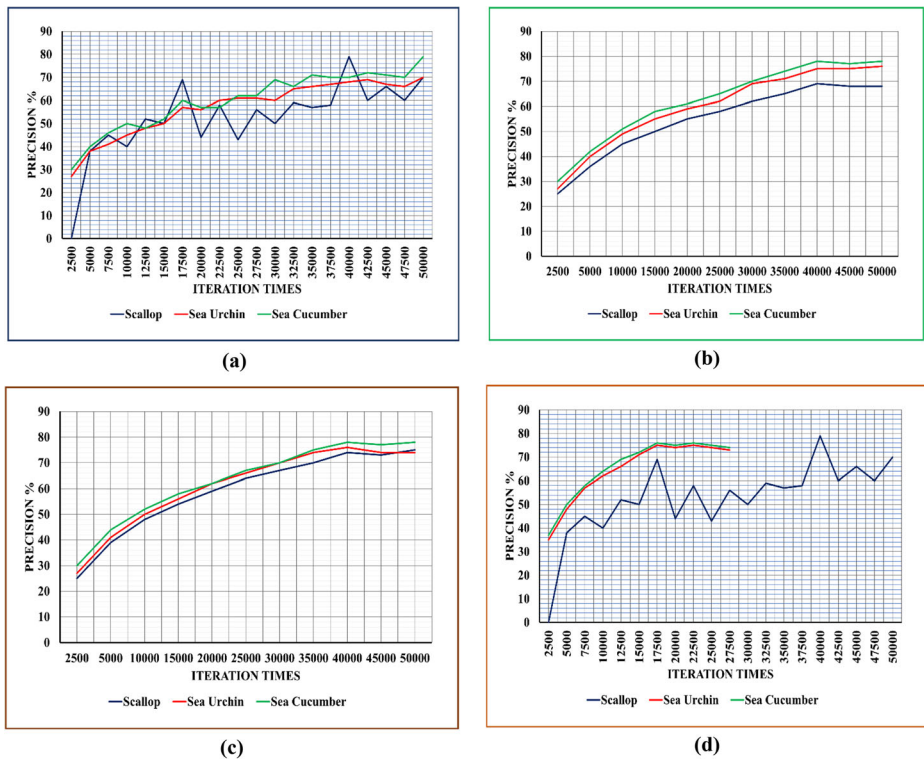 90
80
70
60
50
40
30
20
10
0
PRECISION %
2500 5000 7500 10000 12500 15000 17500 20000 22500 25000 27500 30000 32500 35000 37500 40000 42500 45000 47500 50000
ITERATION TIMES
Scallop Sea Urchin Sea Cucumber
(a)
90
80
70
60
50
40
30
20
10
0
PRECISION %
2500 5000 10000 15000 20000 25000 30000 35000 40000 45000 50000
ITERATION TIMES
Scallop Sea Urchin Sea Cucumber
(b)
90
80
70
60
50
40
30
20
10
0
PRECISION %
2500 5000 10000 15000 20000 25000 30000 35000 40000 45000 50000
ITERATION TIMES
Scallop Sea Urchin Sea Cucumber
(c)
90
80
70
60
50
40
30
20
10
0
PRECISION %
2500 5000 7500 10000 12500 15000 17500 20000 22500 25000 27500 30000 32500 35000 37500 40000 42500 45000 47500 50000
ITERATION TIMES
Scallop Sea Urchin Sea Cucumber
(d)